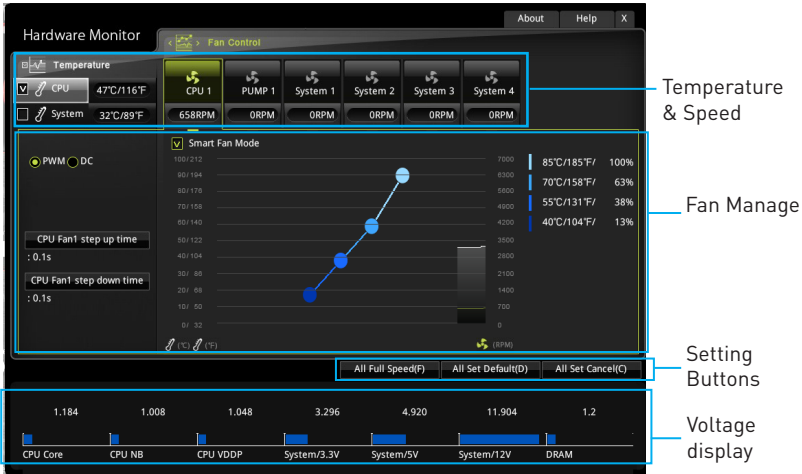 About Help X
Hardware Monitor
Fan Control
Temperature
CPU 47°C/116°F
System 32°C/89°F
CPU 1 PUMP 1 System 1 System 2 System 3 System 4
658RPM 0RPM 0RPM 0RPM 0RPM 0RPM
Temperature
& Speed
Smart Fan Mode
PWM DC
CPU Fan1 step up time
: 0.1s
CPU Fan1 step down time
: 0.1s
100/212 7000
90/194 6300
80/176 5600
70/158 4900
60/140 4200
50/122 3500
40/104 2800
30/ 86 2100
20/ 68 1400
10/ 50 700
0/ 32 0
(°C) (°F) (RPM)
85°C/185°F/ 100%
70°C/158°F/ 63%
55°C/131°F/ 38%
40°C/104°F/ 13%
Fan Manage
All Full Speed(F) All Set Default(D) All Set Cancel(C)
Setting
Buttons
1.184 1.008 1.048 3.296 4.920 11.904 1.2
CPU Core CPU NB CPU VDDP System/3.3V System/5V System/12V DRAM
Voltage
display